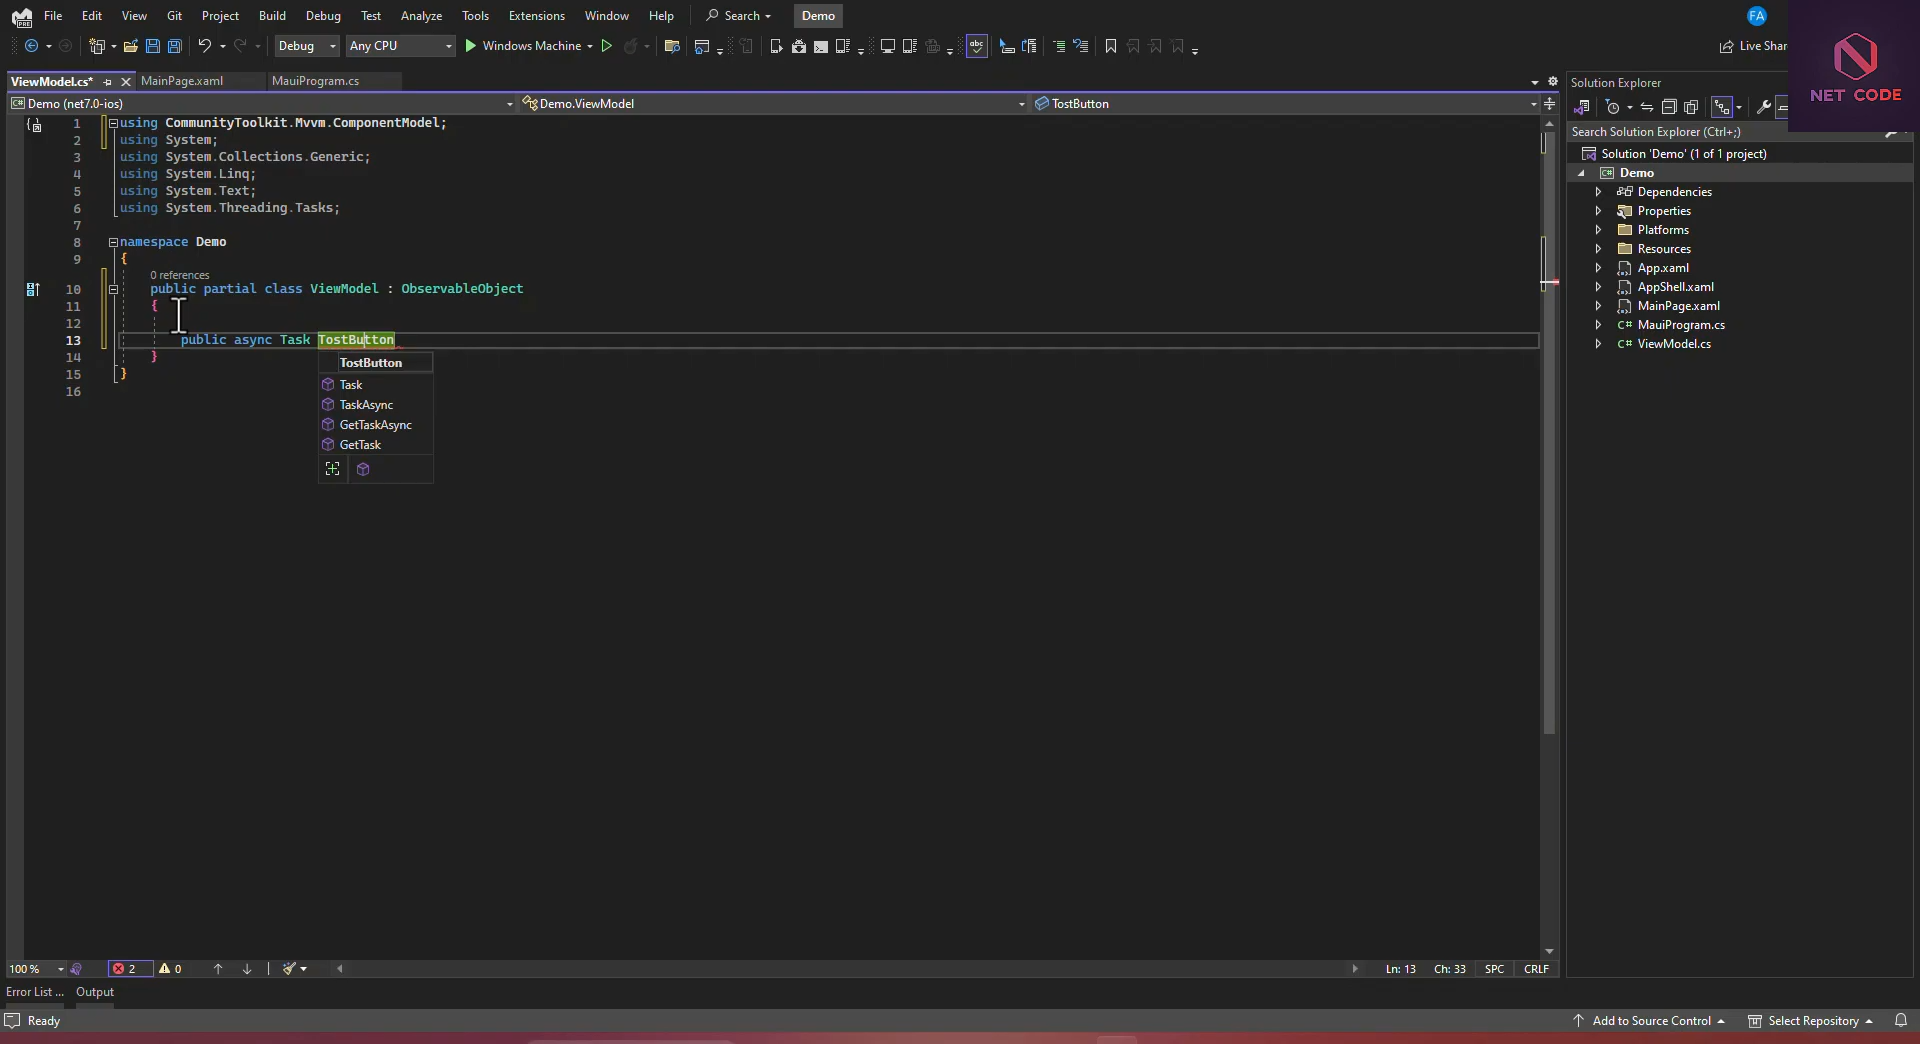 File Edit View Git Project Build Debug Test Analyze Tools Extensions Window Help Search Demo FA
Debug Any CPU Windows Machine abc Live Shar
NET CODE
ViewModel.cs* MainPage.xaml MauiProgram.cs
Demo (net7.0-ios) Demo.ViewModel TostButton
1 using CommunityToolkit.Mvvm.ComponentModel;
2 using System;
3 using System.Collections.Generic;
4 using System.Linq;
5 using System.Text;
6 using System.Threading.Tasks;
7
8 namespace Demo
9 {
0 references
10 public partial class ViewModel : ObservableObject
11 {
12
13 public async Task TostButton
14 }
15 }
16
TostButton
Task
TaskAsync
GetTaskAsync
GetTask
Solution Explorer
Search Solution Explorer (Ctrl+;)
Solution 'Demo' (1 of 1 project)
C# Demo
Dependencies
Properties
Platforms
Resources
App.xaml
AppShell.xaml
MainPage.xaml
C# MauiProgram.cs
C# ViewModel.cs
100 % 2 0 Ln: 13 Ch: 33 SPC CRLF
Error List ... Output
Ready Add to Source Control Select Repository